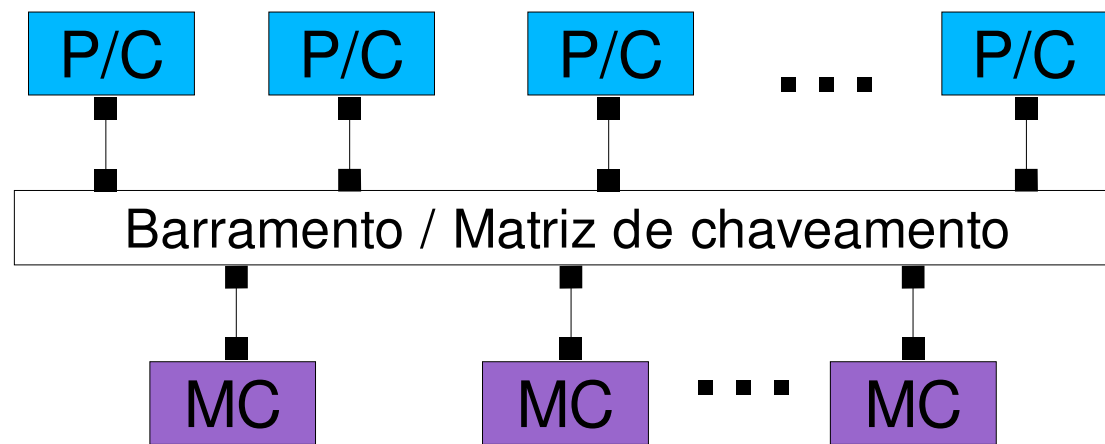 P/C P/C P/C ... P/C
Barramento / Matriz de chaveamento
MC MC ... MC